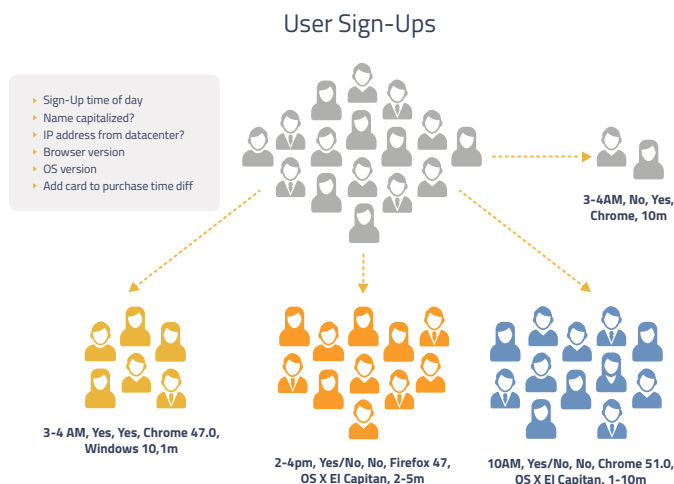 User Sign-Ups
Sign-Up time of day
Name capitalized?
IP address from datacenter?
Browser version
OS version
Add card to purchase time diff
3-4AM, No, Yes,
Chrome, 10m
3-4 AM, Yes, Yes, Chrome 47.0,
Windows 10,1m
2-4pm, Yes/No, No, Firefox 47,
OS X El Capitan, 2-5m
10AM, Yes/No, No, Chrome 51.0,
OS X El Capitan, 1-10m